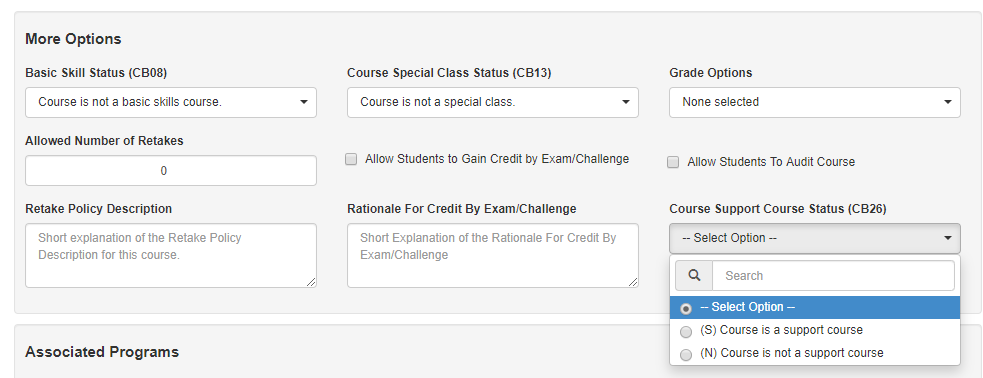 More Options
Basic Skill Status (CB08)
Course Special Class Status (CB13)
Grade Options
Course is not a basic skills course.
Course is not a special class.
None selected
Allowed Number of Retakes
0
Allow Students to Gain Credit by Exam/Challenge
Allow Students To Audit Course
Retake Policy Description
Rationale For Credit By Exam/Challenge
Course Support Course Status (CB26)
Short explanation of the Retake Policy
Description for this course.
Short Explanation of the Rationale For Credit By
Exam/Challenge
-- Select Option --
Search
-- Select Option --
(S) Course is a support course
(N) Course is not a support course
Associated Programs